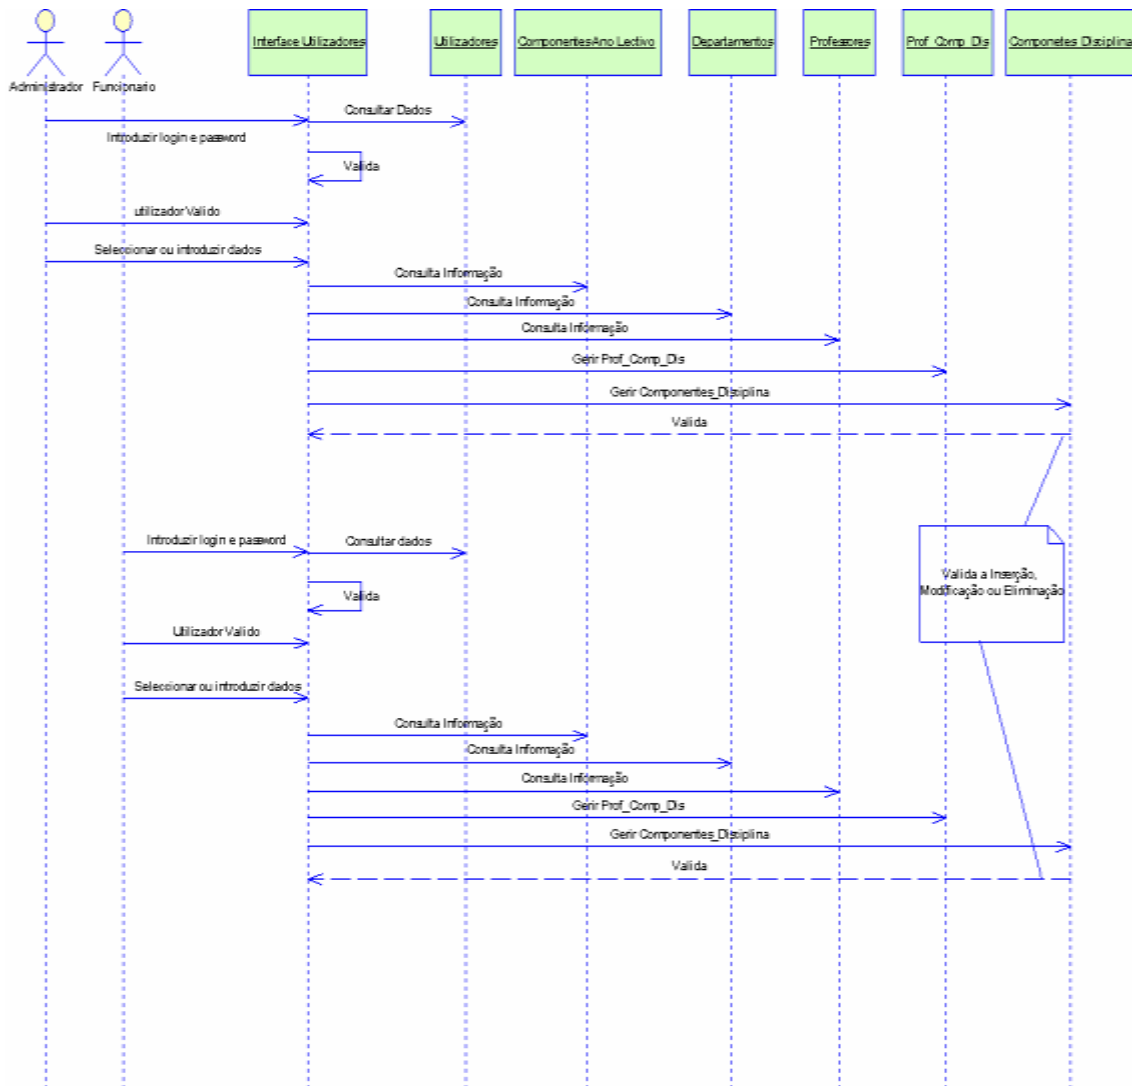 Interface Utilizadores
Utilizadores
ComponentesAno Lectivo
Departamentos
Professores
Prof_Comp_Dis
Componetes_Disciplina
Administrador
Funcionario
Consultar Dados
Introduzir login e password
Valida
utilizador Valido
Seleccionar ou introduzir dados
Consulta Informação
Consulta Informação
Consulta Informação
Gerir Prof_Comp_Dis
Gerir Componentes_Disciplina
Valida
Introduzir login e password
Consultar dados
Valida a Inserção,
Modificação ou Eliminação
Valida
Utilizador Valido
Seleccionar ou introduzir dados
Consulta Informação
Consulta Informação
Consulta Informação
Gerir Prof_Comp_Dis
Gerir Componentes_Disciplina
Valida